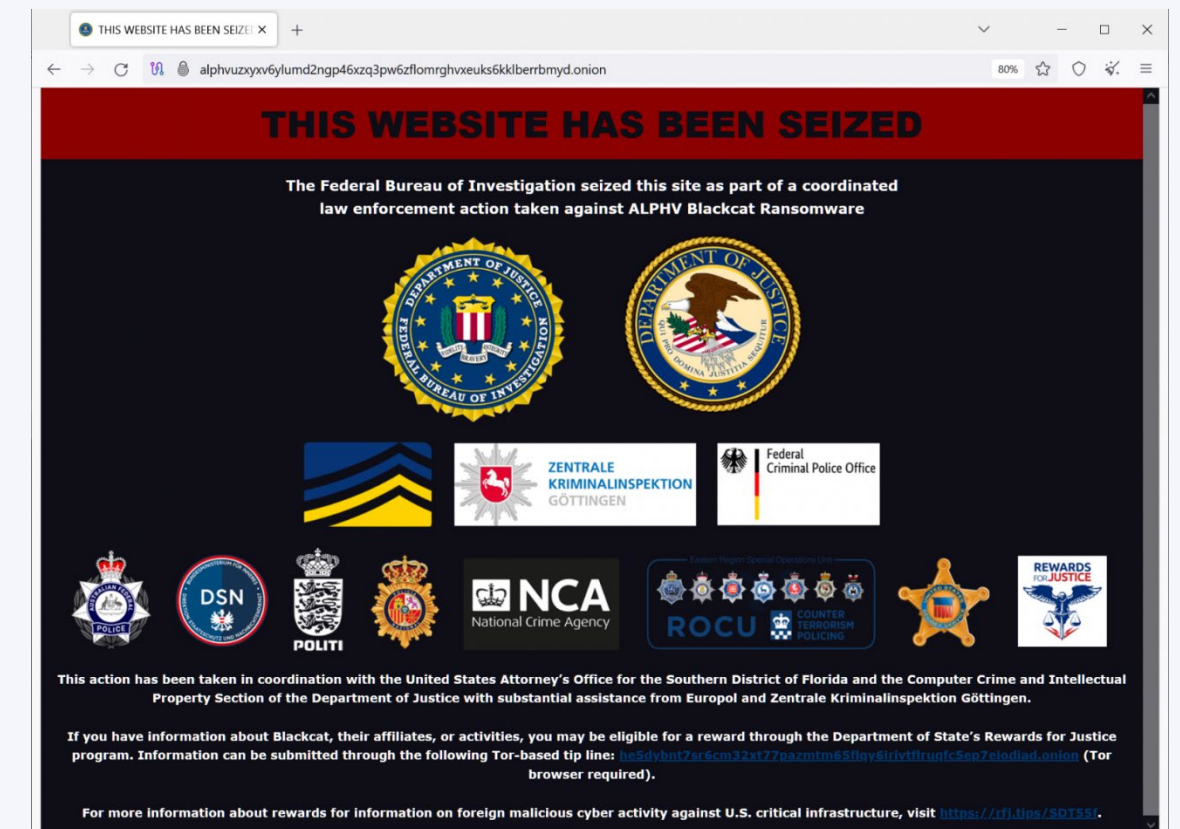 THIS WEBSITE HAS BEEN SEIZED
alphvuzxyxv6ylumd2ngp46xzq3pw6zflomrghvxeuks6kklberrbmyd.onion
80%
THIS WEBSITE HAS BEEN SEIZED
The Federal Bureau of Investigation seized this site as part of a coordinated
law enforcement action taken against ALPHV Blackcat Ransomware
DEPARTMENT OF JUSTICE
FIDELITY BRAVERY INTEGRITY
FEDERAL BUREAU OF INVESTIGATION
DEPARTMENT OF JUSTICE
QUI PRO DOMINA JUSTITIA SEQUITUR
ZENTRALE
KRIMINALINSPEKTION
GÖTTINGEN
Federal
Criminal Police Office
AUSTRALIAN FEDERAL
POLICE
DSN
POLITI
NCA
National Crime Agency
Eastern Region Special Operations Unit
ROCU
COUNTER
TERRORISM
POLICING
REWARDS
FOR JUSTICE
This action has been taken in coordination with the United States Attorney's Office for the Southern District of Florida and the Computer Crime and Intellectual
Property Section of the Department of Justice with substantial assistance from Europol and Zentrale Kriminalinspektion Göttingen.
If you have information about Blackcat, their affiliates, or activities, you may be eligible for a reward through the Department of State's Rewards for Justice
program. Information can be submitted through the following Tor-based tip line: he5dybnt7sr6cm32xt77pazmtm65flqy6irivtflruqfc5ep7eiodiad.onion (Tor
browser required).
For more information about rewards for information on foreign malicious cyber activity against U.S. critical infrastructure, visit https://rfj.tips/SDT55f.